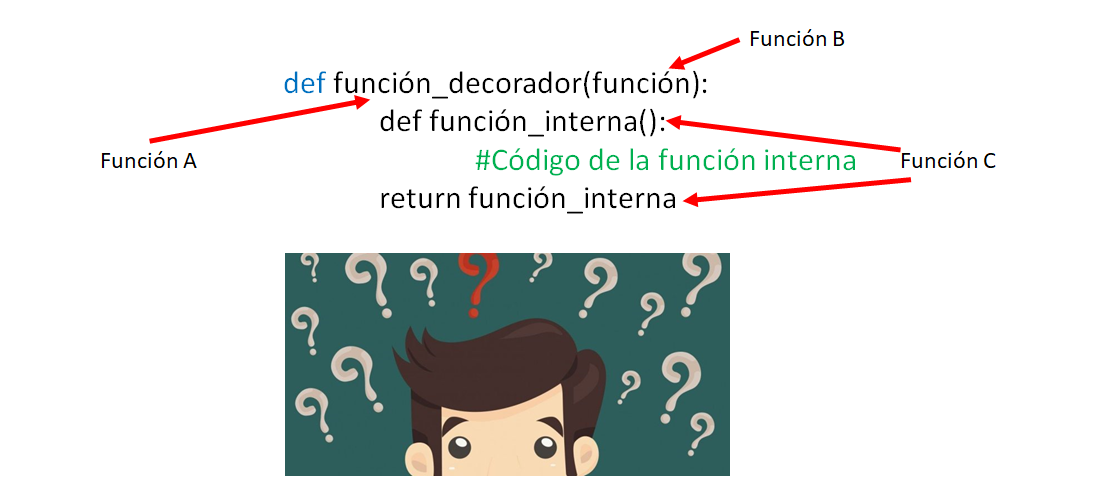 Función B
def función_decorador(función):
def función_interna():
Función A
#Código de la función interna
Función C
return función_interna